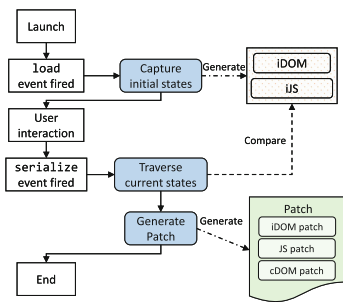 Launch
load
event fired
Capture
initial states
Generate
iDOM
iJS
User
interaction
Compare
serialize
event fired
Traverse
current states
Generate
Patch
Generate
Patch
iDOM patch
JS patch
cDOM patch
End